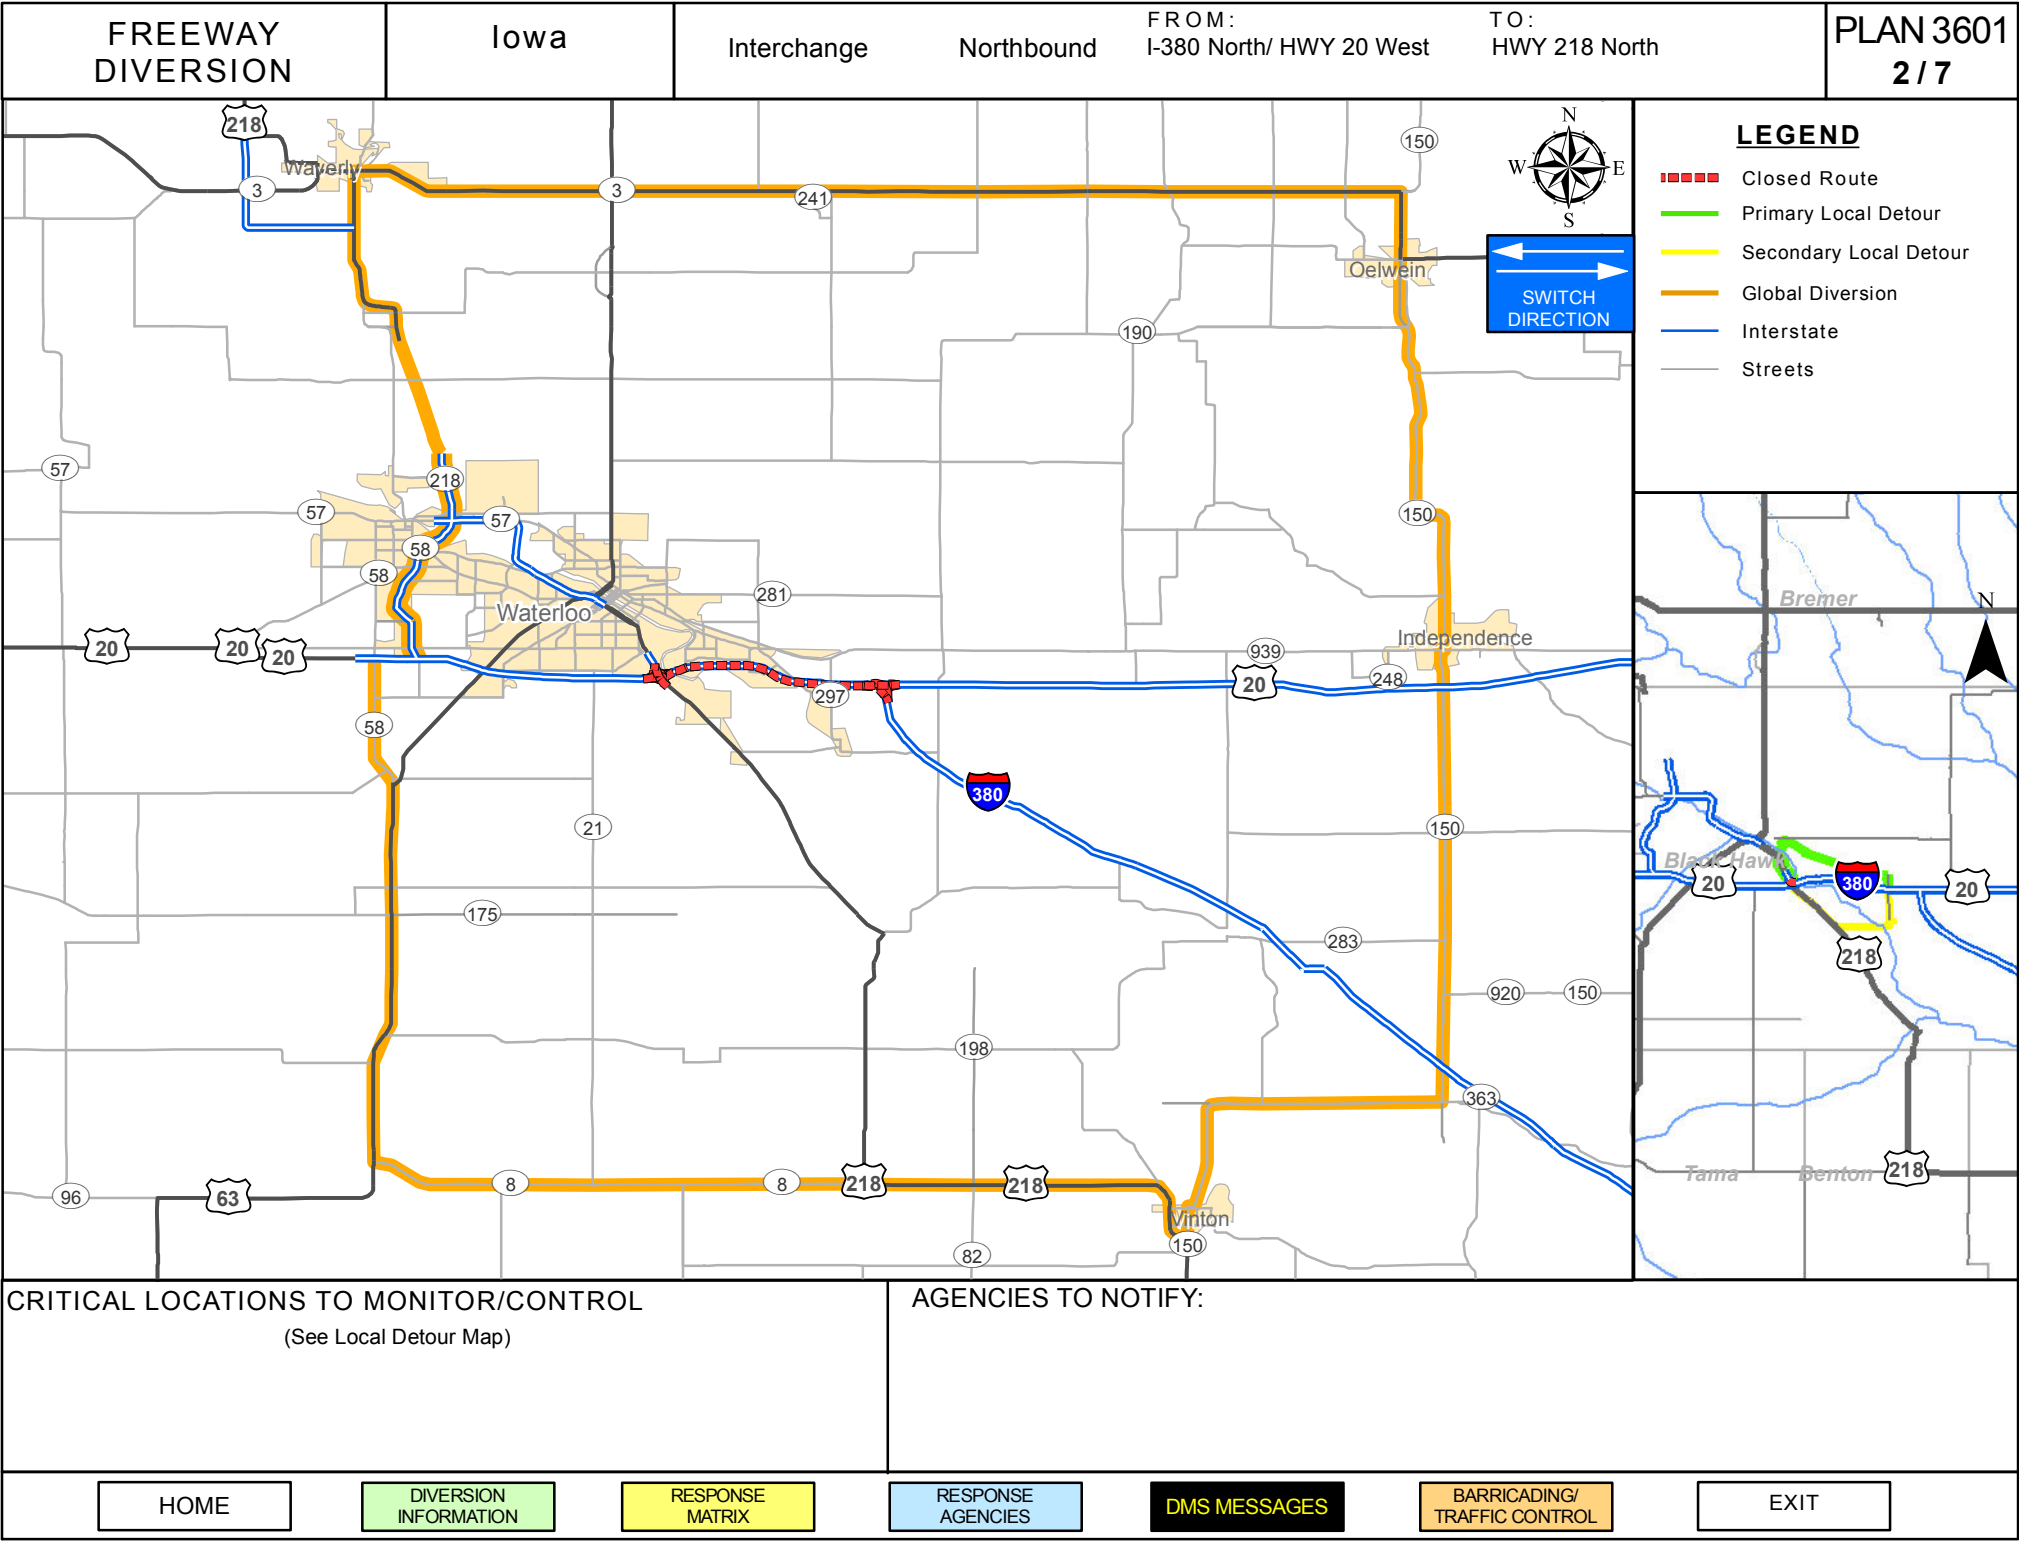 FREEWAY
DIVERSION
Iowa
Interchange
Northbound
FROM:
I-380 North/ HWY 20 West
TO:
HWY 218 North
PLAN 3601
2 / 7
218
Waverly
3
3
241
150
N
W
E
S
Oelwein
SWITCH
DIRECTION
190
57
218
57
57
58
58
150
281
Waterloo
Independence
20
20
20
939
20
248
297
58
380
21
150
175
283
920
150
198
363
96
63
8
8
218
218
Vinton
150
82
LEGEND
Closed Route
Primary Local Detour
Secondary Local Detour
Global Diversion
Interstate
Streets
Bremer
N
Black Hawk
20
380
20
218
Tama
Benton
218
CRITICAL LOCATIONS TO MONITOR/CONTROL
(See Local Detour Map)
AGENCIES TO NOTIFY:
HOME
DIVERSION
INFORMATION
RESPONSE
MATRIX
RESPONSE
AGENCIES
DMS MESSAGES
BARRICADING/
TRAFFIC CONTROL
EXIT